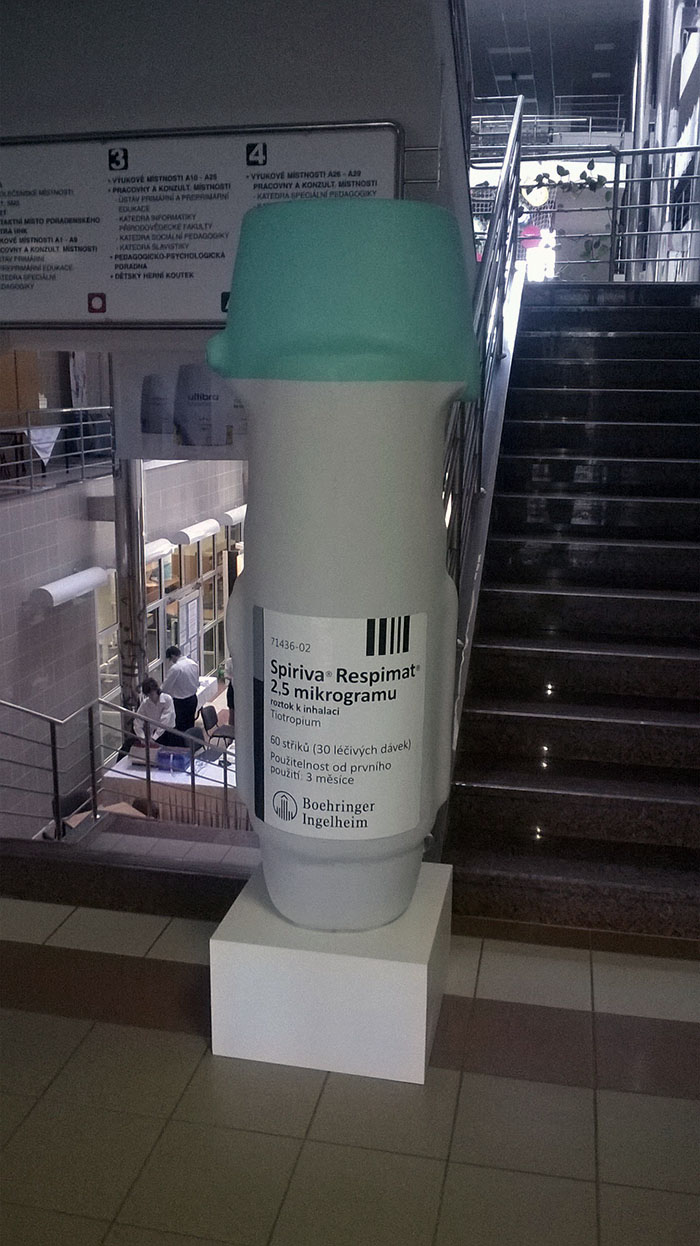 3
• VÝUKOVÉ MÍSTNOSTI A10 - A25
• PRACOVNY A KONZULT. MÍSTNOSTI
- ÚSTAV PRIMÁRNÍ A PREPRIMÁRNÍ
EDUKACE
- KATEDRA INFORMATIKY
PŘÍRODOVĚDECKÉ FAKULTY
- KATEDRA SOCIÁLNÍ PEDAGOGIKY
- KATEDRA SLAVISTIKY
• PEDAGOGICKO-PSYCHOLOGICKÁ
PORADNA
• DĚTSKÝ HERNÍ KOUTEK
4
• VÝUKOVÉ MÍSTNOSTI A26 - A29
PRACOVNY A KONZULT. MÍSTNOSTI
- KATEDRA SPECIÁLNÍ PEDAGOGIKY
ultibro
71436-02
Spiriva® Respimat®
2,5 mikrogramu
roztok k inhalaci
Tiotropium
60 střiků (30 léčivých dávek)
Použitelnost od prvního
použití: 3 měsíce
Boehringer
Ingelheim